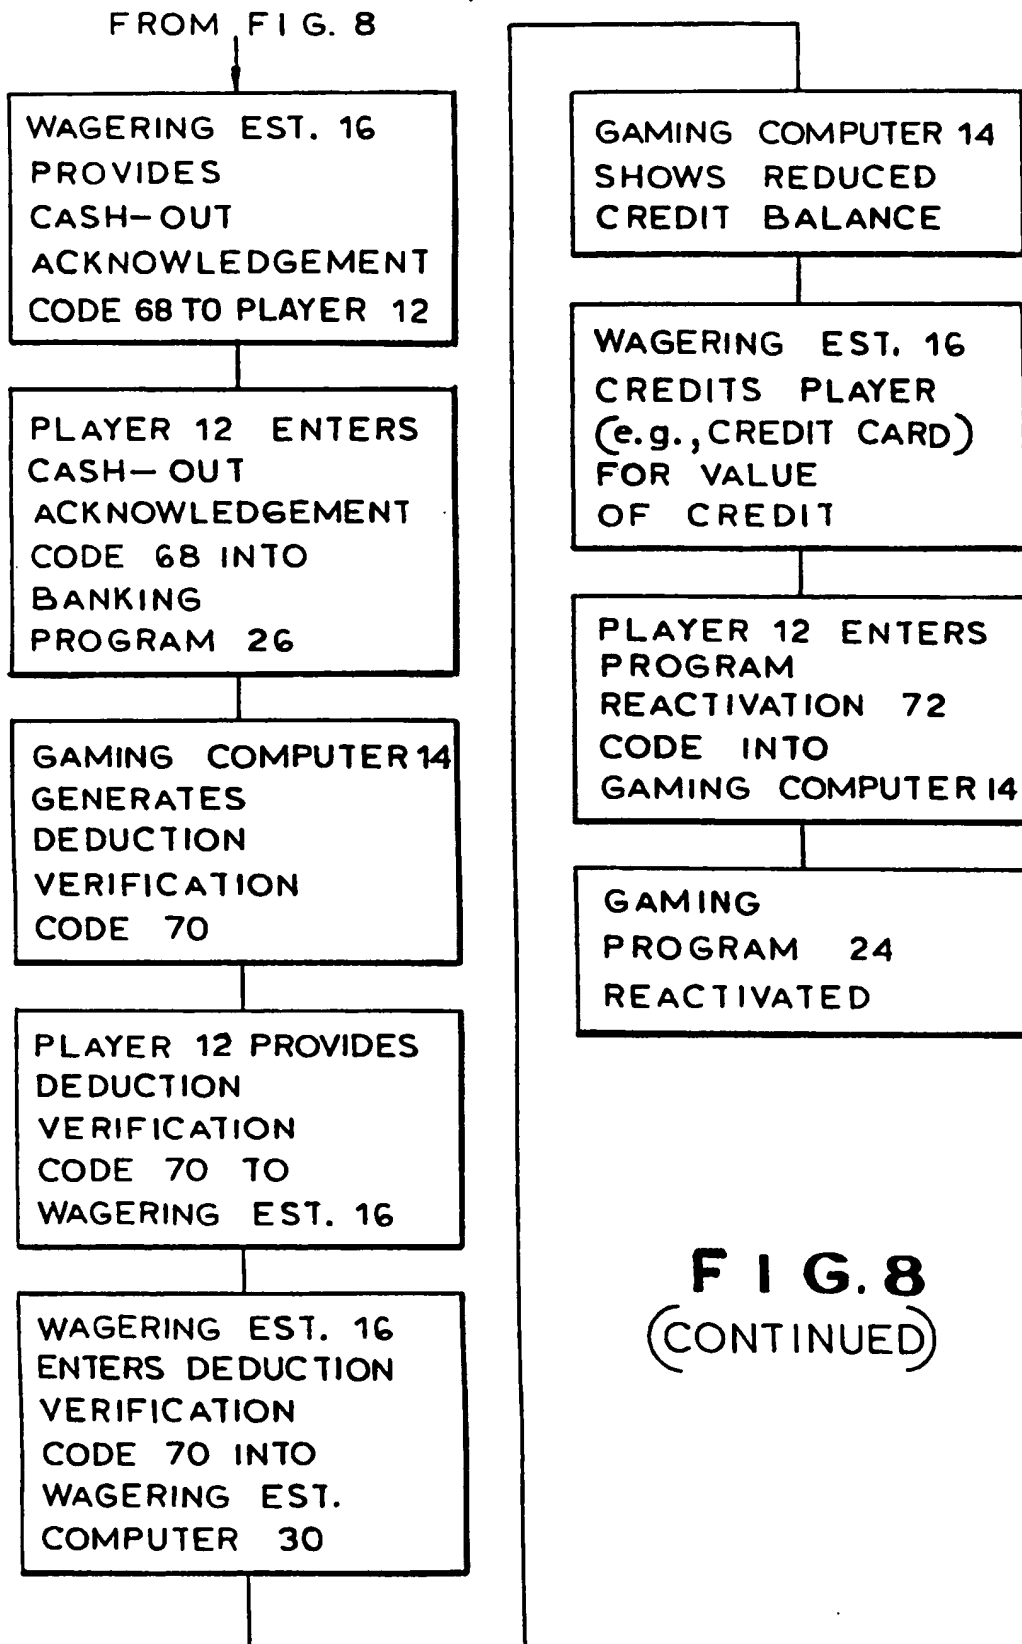 FROM FIG. 8
WAGERING EST. 16
PROVIDES
CASH-OUT
ACKNOWLEDGEMENT
CODE 68 TO PLAYER 12
PLAYER 12 ENTERS
CASH-OUT
ACKNOWLEDGEMENT
CODE 68 INTO
BANKING
PROGRAM 26
GAMING COMPUTER 14
GENERATES
DEDUCTION
VERIFICATION
CODE 70
PLAYER 12 PROVIDES
DEDUCTION
VERIFICATION
CODE 70 TO
WAGERING EST. 16
WAGERING EST. 16
ENTERS DEDUCTION
VERIFICATION
CODE 70 INTO
WAGERING EST.
COMPUTER 30
GAMING COMPUTER 14
SHOWS REDUCED
CREDIT BALANCE
WAGERING EST. 16
CREDITS PLAYER
(e.g., CREDIT CARD)
FOR VALUE
OF CREDIT
PLAYER 12 ENTERS
PROGRAM
REACTIVATION 72
CODE INTO
GAMING COMPUTER 14
GAMING
PROGRAM 24
REACTIVATED
FIG. 8
(CONTINUED)